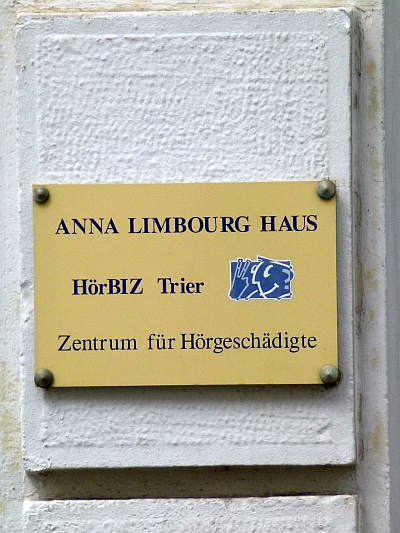 ANNA LIMBOURG HAUS
HörBIZ Trier
Zentrum für Hörgeschädigte